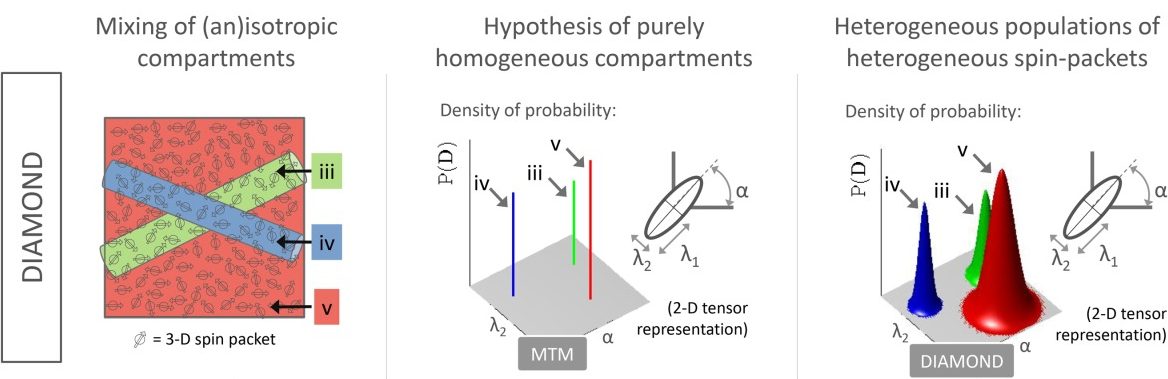 DIAMOND
Mixing of (an)isotropic
compartments
iii
iv
v
= 3-D spin packet
Hypothesis of purely
homogeneous compartments
Density of probability:
P(D)
iv
iii
v
α
λ2
λ1
(2-D tensor
representation)
λ2
α
MTM
Heterogeneous populations of
heterogeneous spin-packets
Density of probability:
P(D)
iv
iii
v
α
λ2
λ1
(2-D tensor
representation)
λ2
α
DIAMOND